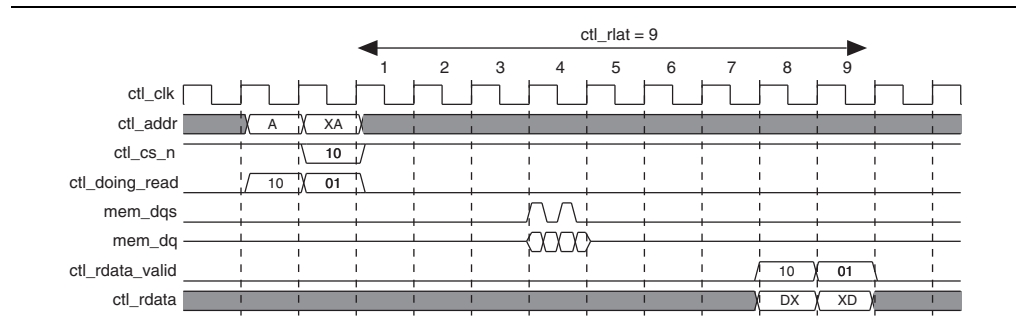 ctl_rlat = 9
1 2 3 4 5 6 7 8 9
ctl_clk
ctl_addr A XA
ctl_cs_n 10
ctl_doing_read 10 01
mem_dqs
mem_dq
ctl_rdata_valid 10 01
ctl_rdata DX XD